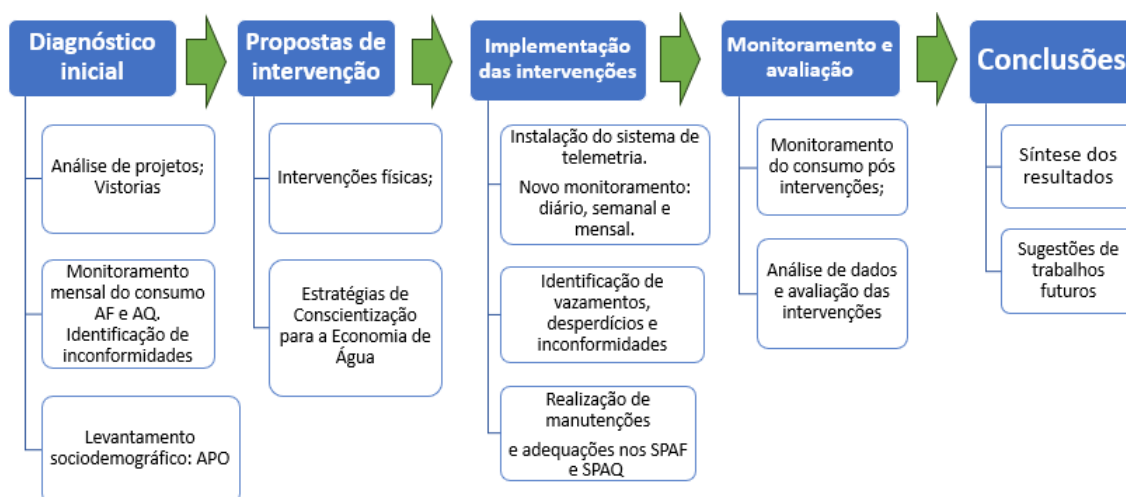 Diagnóstico
inicial
Análise de projetos;
Vistorias
Monitoramento
mensal do consumo
AF e AQ.
Identificação de
inconformidades
Levantamento
sociodemográfico: APO
Propostas de
intervenção
Intervenções físicas;
Estratégias de
Conscientização
para a Economia de
Água
Implementação
das intervenções
Instalação do sistema de
telemetria.
Novo monitoramento:
diário, semanal e
mensal.
Identificação de
vazamentos,
desperdícios e
inconformidades
Realização de
manutenções
e adequações nos SPAF
e SPAQ
Monitoramento e
avaliação
Monitoramento
do consumo pós
intervenções;
Análise de dados
e avaliação das
intervenções
Conclusões
Síntese dos
resultados
Sugestões de
trabalhos
futuros